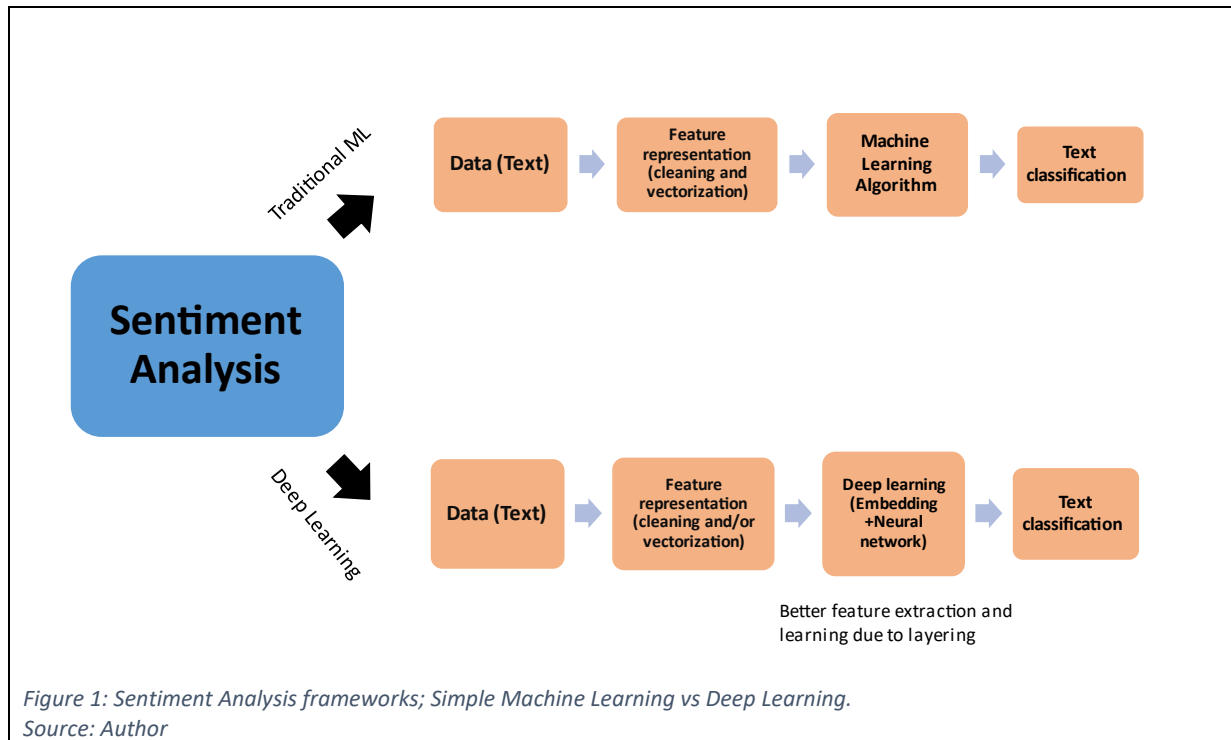 Traditional ML
Data (Text)
Feature
representation
(cleaning and
vectorization)
Machine
Learning
Algorithm
Text
classification
Sentiment
Analysis
Deep Learning
Data (Text)
Feature
representation
(cleaning and/or
vectorization)
Deep learning
(Embedding
+Neural
network)
Text
classification
Better feature extraction and
learning due to layering
Figure 1: Sentiment Analysis frameworks; Simple Machine Learning vs Deep Learning.
Source: Author